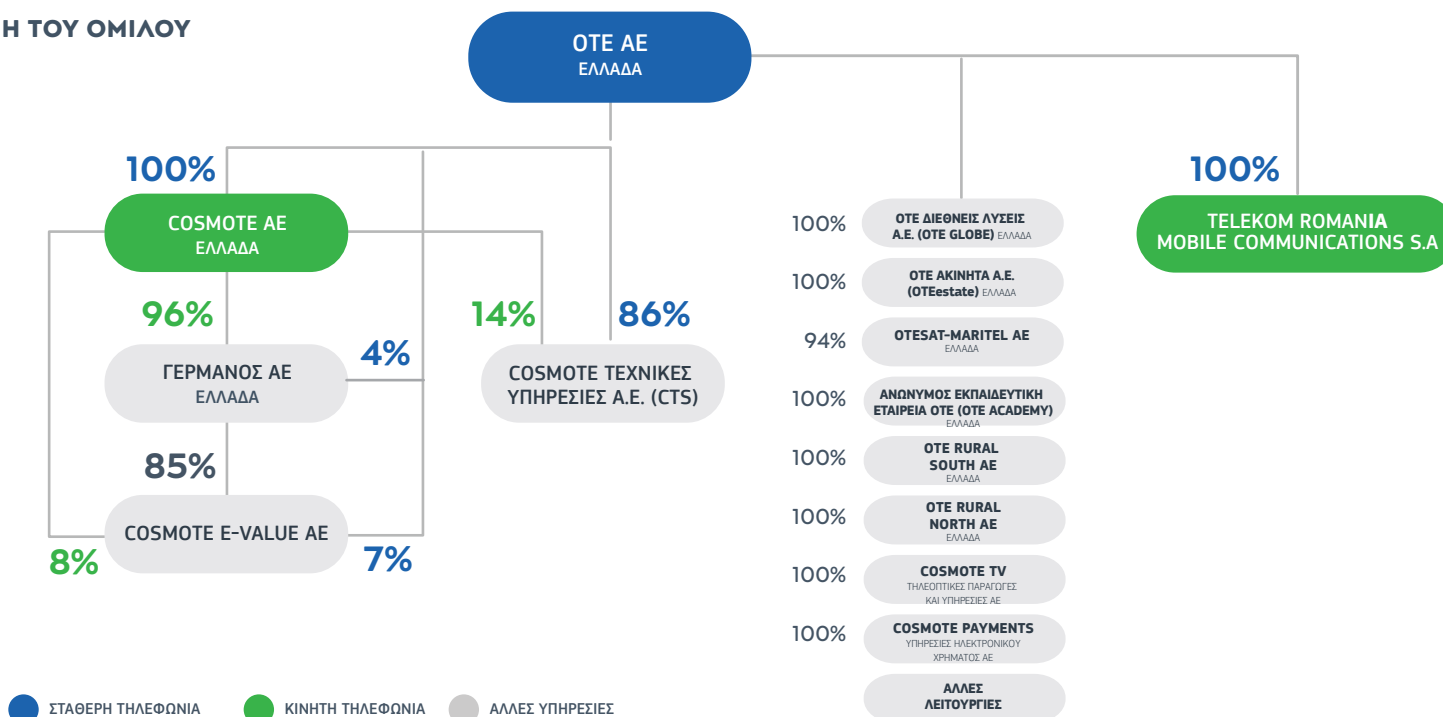 Η ΤΟΥ ΟΜΙΛΟΥ
ΟΤΕ ΑΕ
ΕΛΛΑΔΑ
100%
COSMOTE ΑΕ
ΕΛΛΑΔΑ
96%
4%
ΓΕΡΜΑΝΟΣ ΑΕ
ΕΛΛΑΔΑ
85%
COSMOTE E-VALUE ΑΕ
8%
7%
14%
86%
COSMOTE ΤΕΧΝΙΚΕΣ
ΥΠΗΡΕΣΙΕΣ Α.Ε. (CTS)
100%
ΟΤΕ ΔΙΕΘΝΕΙΣ ΛΥΣΕΙΣ
Α.Ε. (OTE GLOBE) ΕΛΛΑΔΑ
100%
ΟΤΕ ΑΚΙΝΗΤΑ Α.Ε.
(OTEestate) ΕΛΛΑΔΑ
94%
OTESAT-MARITEL AE
ΕΛΛΑΔΑ
100%
ΑΝΩΝΥΜΟΣ ΕΚΠΑΙΔΕΥΤΙΚΗ
ΕΤΑΙΡΕΙΑ ΟΤΕ (OTE ACADEMY)
ΕΛΛΑΔΑ
100%
OTE RURAL
SOUTH AE
ΕΛΛΑΔΑ
100%
OTE RURAL
NORTH AE
ΕΛΛΑΔΑ
100%
COSMOTE TV
ΤΗΛΕΟΠΤΙΚΕΣ ΠΑΡΑΓΩΓΕΣ
ΚΑΙ ΥΠΗΡΕΣΙΕΣ ΑΕ
100%
COSMOTE PAYMENTS
ΥΠΗΡΕΣΙΕΣ ΗΛΕΚΤΡΟΝΙΚΟΥ
ΧΡΗΜΑΤΟΣ ΑΕ
ΑΛΛΕΣ
ΛΕΙΤΟΥΡΓΙΕΣ
100%
TELEKOM ROMANIA
MOBILE COMMUNICATIONS S.A
ΣΤΑΘΕΡΗ ΤΗΛΕΦΩΝΙΑ
ΚΙΝΗΤΗ ΤΗΛΕΦΩΝΙΑ
ΑΛΛΕΣ ΥΠΗΡΕΣΙΕΣ